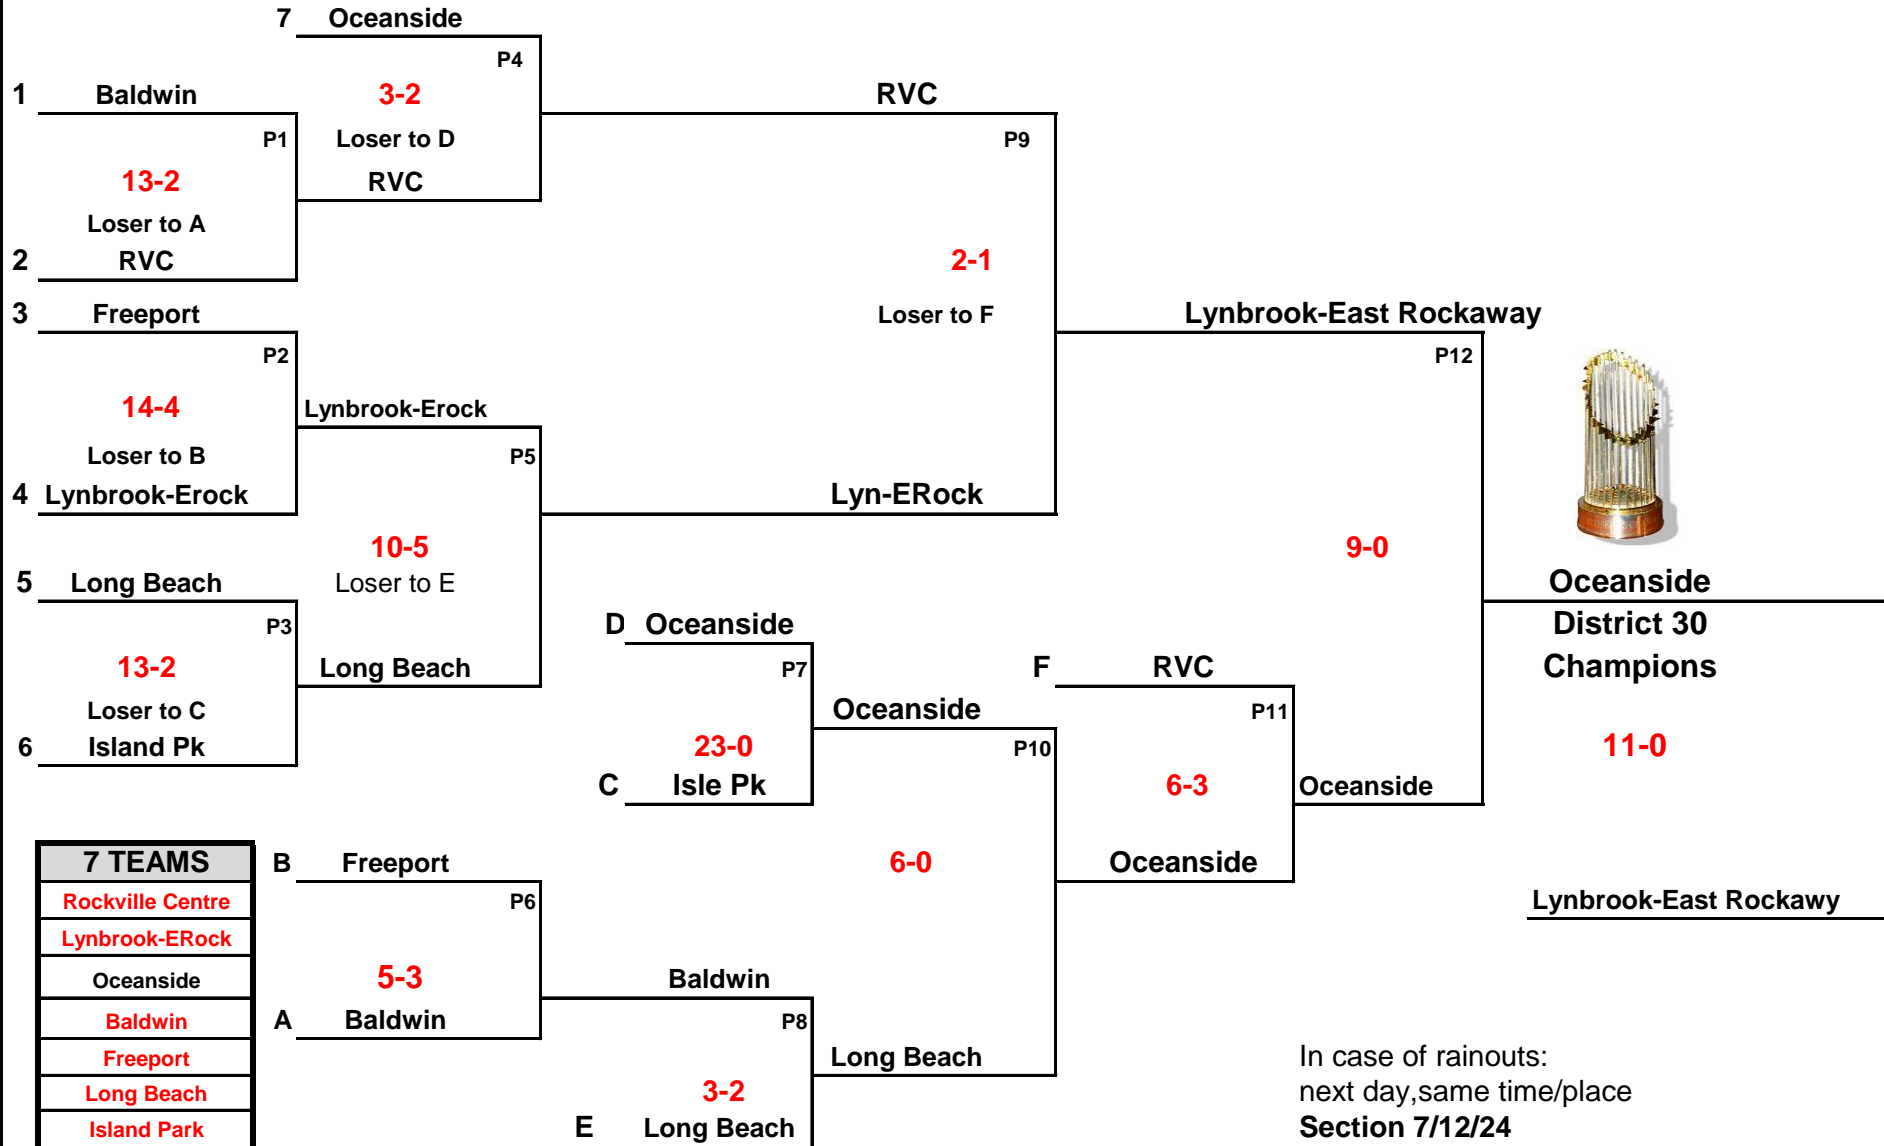 7 Oceanside
P4
1 Baldwin
3-2
RVC
P1
Loser to D
P9
13-2
RVC
Loser to A
2 RVC
2-1
3 Freeport
Loser to F
Lynbrook-East Rockaway
P2
P12
14-4
Lynbrook-Erock
Loser to B
P5
4 Lynbrook-Erock
Lyn-ERock
10-5
9-0
5 Long Beach
Loser to E
Oceanside
P3
D Oceanside
District 30
13-2
Long Beach
P7
F RVC
Champions
Loser to C
Oceanside
P11
6 Island Pk
23-0
P10
11-0
C Isle Pk
6-3
Oceanside
7 TEAMS
B Freeport
6-0
Oceanside
Rockville Centre
P6
Lynbrook-East Rockawy
Lynbrook-ERock
Oceanside
5-3
Baldwin
Baldwin
A Baldwin
P8
Freeport
Long Beach
In case of rainouts:
Long Beach
3-2
next day,same time/place
Island Park
E Long Beach
Section 7/12/24